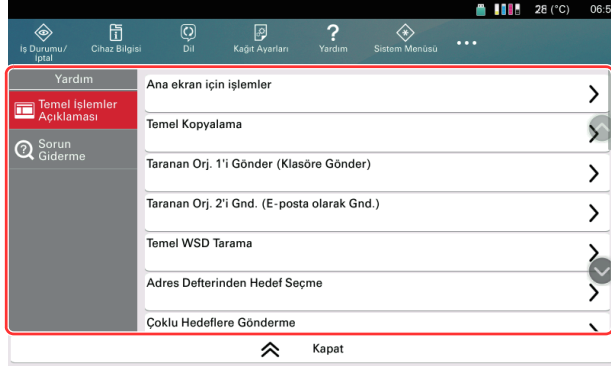 28 (°C) 06:5
İş Durumu/
İptal
Cihaz Bilgisi
Dil
Kağıt Ayarları
Yardım
Sistem Menüsü
Yardım
Temel İşlemler
Açıklaması
Sorun
Giderme
Ana ekran için işlemler
Temel Kopyalama
Taranan Orj. 1'i Gönder (Klasöre Gönder)
Taranan Orj. 2'i Gnd. (E-posta olarak Gnd.)
Temel WSD Tarama
Adres Defterinden Hedef Seçme
Çoklu Hedeflere Gönderme
Kapat